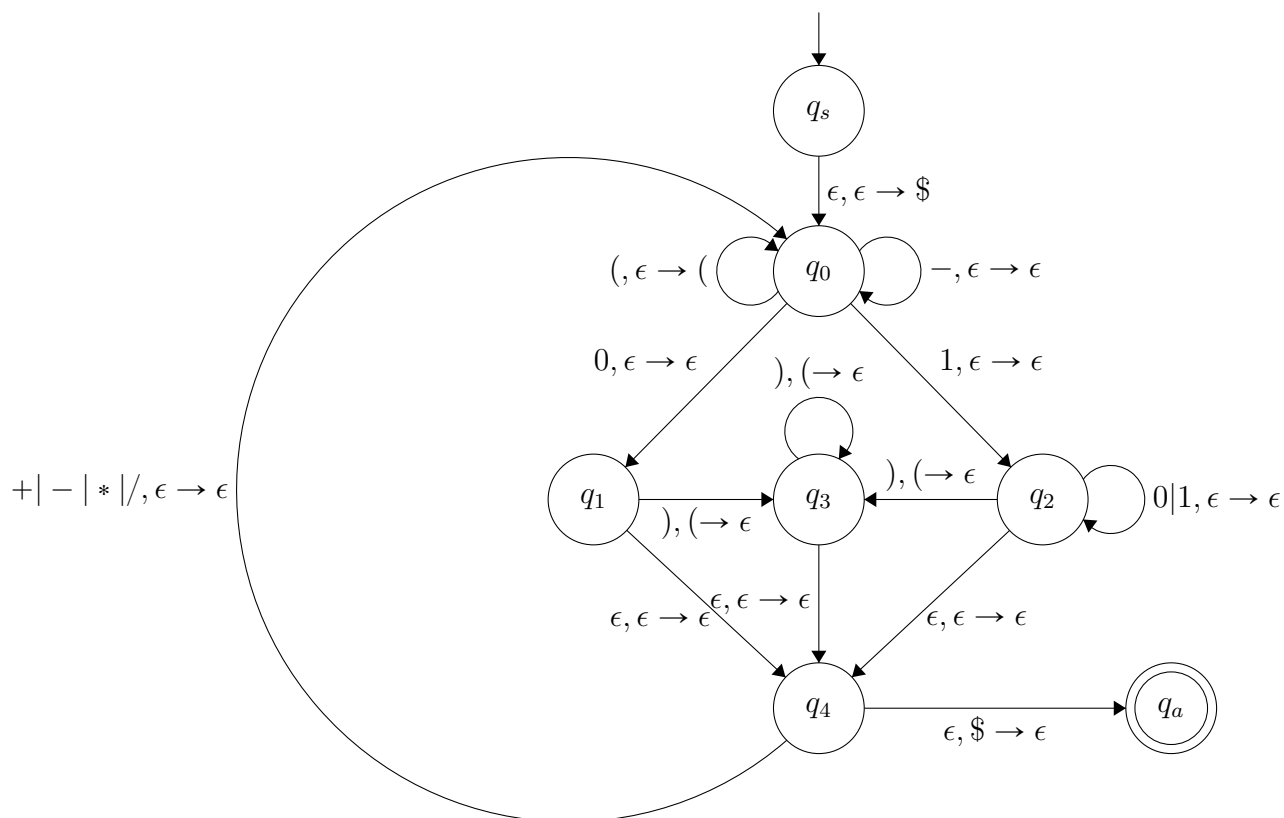 q_s
ϵ, ϵ → $
(, ϵ → (
q_0
−, ϵ → ϵ
0, ϵ → ϵ
1, ϵ → ϵ
), (→ ϵ
+| − | ∗ |/, ϵ → ϵ
q_1
), (→ ϵ
q_3
), (→ ϵ
q_2
0|1, ϵ → ϵ
ϵ, ϵ → ϵ
ϵ, ϵ → ϵ
ϵ, ϵ → ϵ
q_4
ϵ, $ → ϵ
q_a